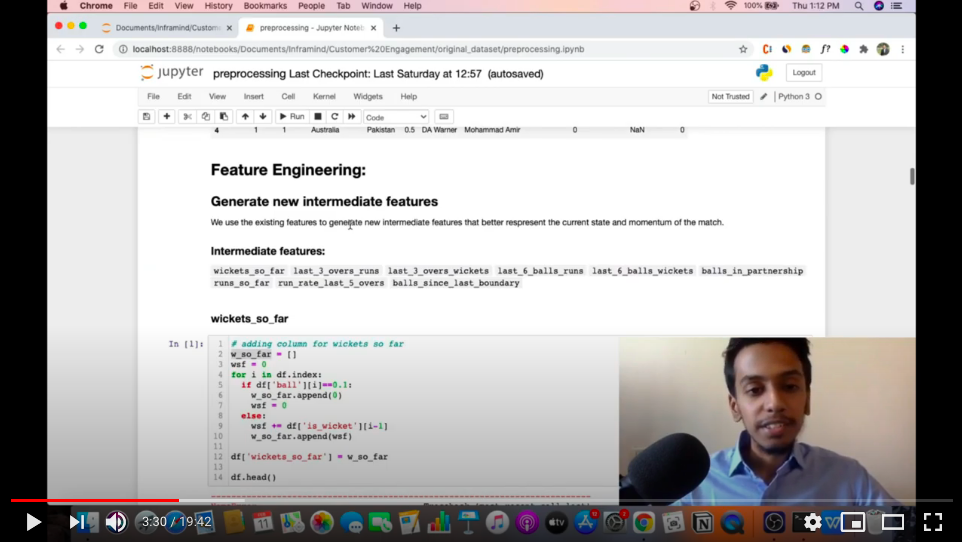 Chrome File Edit View History Bookmarks People Tab Window Help 100% Thu 1:12 PM
Documents/Inframind/Custome preprocessing - Jupyter Noteb
localhost:8888/notebooks/Documents/Inframind/Customer%20Engagement/original_dataset/preprocessing.ipynb
jupyter preprocessing Last Checkpoint: Last Saturday at 12:57 (autosaved) Logout
File Edit View Insert Cell Kernel Widgets Help Not Trusted Python 3
Run Code
4 1 1 Australia Pakistan 0.5 DA Warner Mohammad Amir 0 NaN 0
Feature Engineering:
Generate new intermediate features
We use the existing features to generate new intermediate features that better respresent the current state and momentum of the match.
Intermediate features:
wickets_so_far last_3_overs_runs last_3_overs_wickets last_6_balls_runs last_6_balls_wickets balls_in_partnership
runs_so_far run_rate_last_5_overs balls_since_last_boundary
wickets_so_far
In [1]: 1 # adding column for wickets so far
2 w_so_far = []
3 wsf = 0
4 for i in df.index:
5 if df['ball'][i]==0.1:
6 w_so_far.append(0)
7 wsf = 0
8 else:
9 wsf += df['is_wicket'][i-1]
10 w_so_far.append(wsf)
11
12 df['wickets_so_far'] = w_so_far
13
14 df.head()
3:30 / 19:42